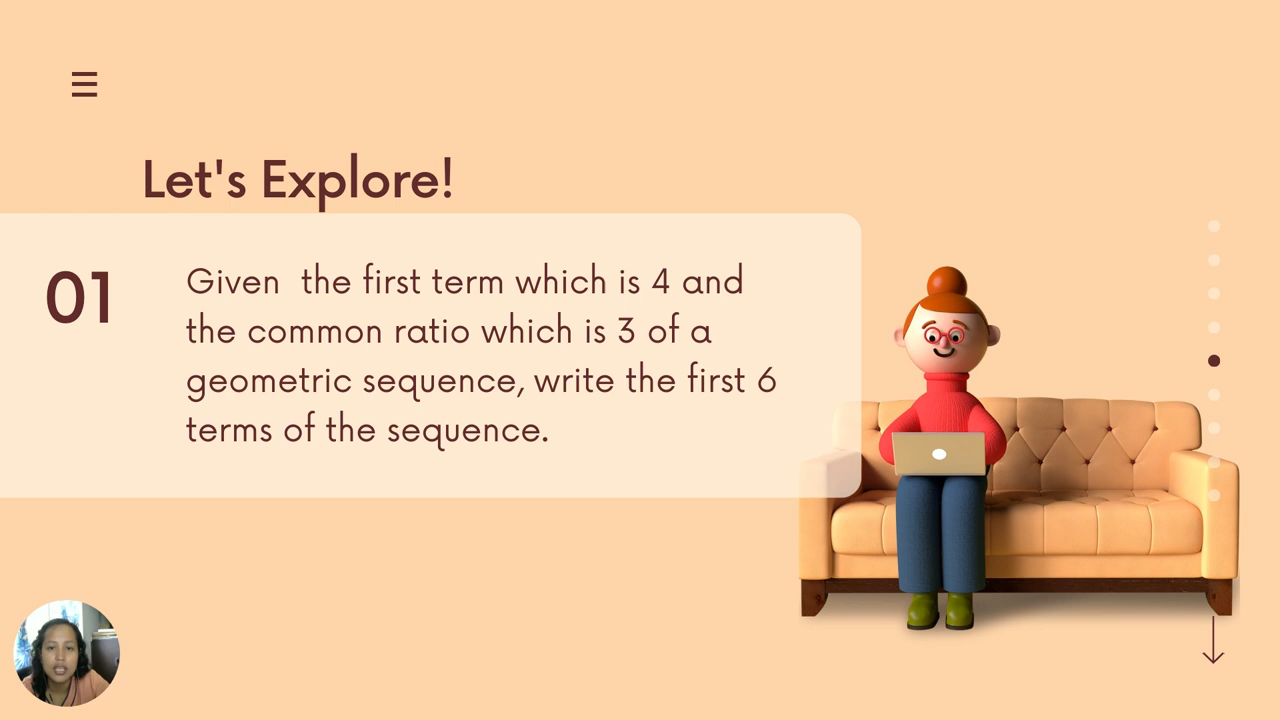 Let's Explore!
01
Given the first term which is 4 and
the common ratio which is 3 of a
geometric sequence, write the first 6
terms of the sequence.